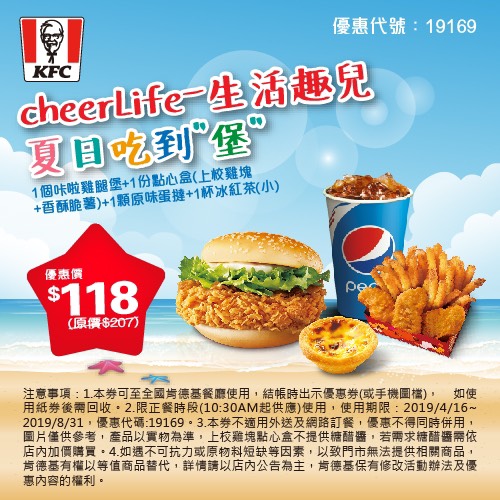 KFC
優惠代號：19169
cheerLife-生活趣兒
夏日吃到"堡"
1個咔啦雞腿堡+1份點心盒(上校雞塊
+香酥脆薯)+1顆原味蛋撻+1杯冰紅茶(小)
優惠價
$118
(原價$207)
pe
注意事項：1.本券可至全國肯德基餐廳使用，結帳時出示優惠券(或手機圖檔)， 如使
用紙券後需回收。2.限正餐時段(10:30AM起供應)使用，使用期限：2019/4/16~
2019/8/31，優惠代碼:19169。3.本券不適用外送及網路訂餐，優惠不得同時併用，
圖片僅供參考，產品以實物為準，上校雞塊點心盒不提供糖醋醬，若需求糖醋醬需依
店內加價購買。4.如遇不可抗力或原物料短缺等因素，以致門市無法提供相關商品，
肯德基有權以等值商品替代，詳情請以店內公告為主，肯德基保有修改活動辦法及優
惠內容的權利。